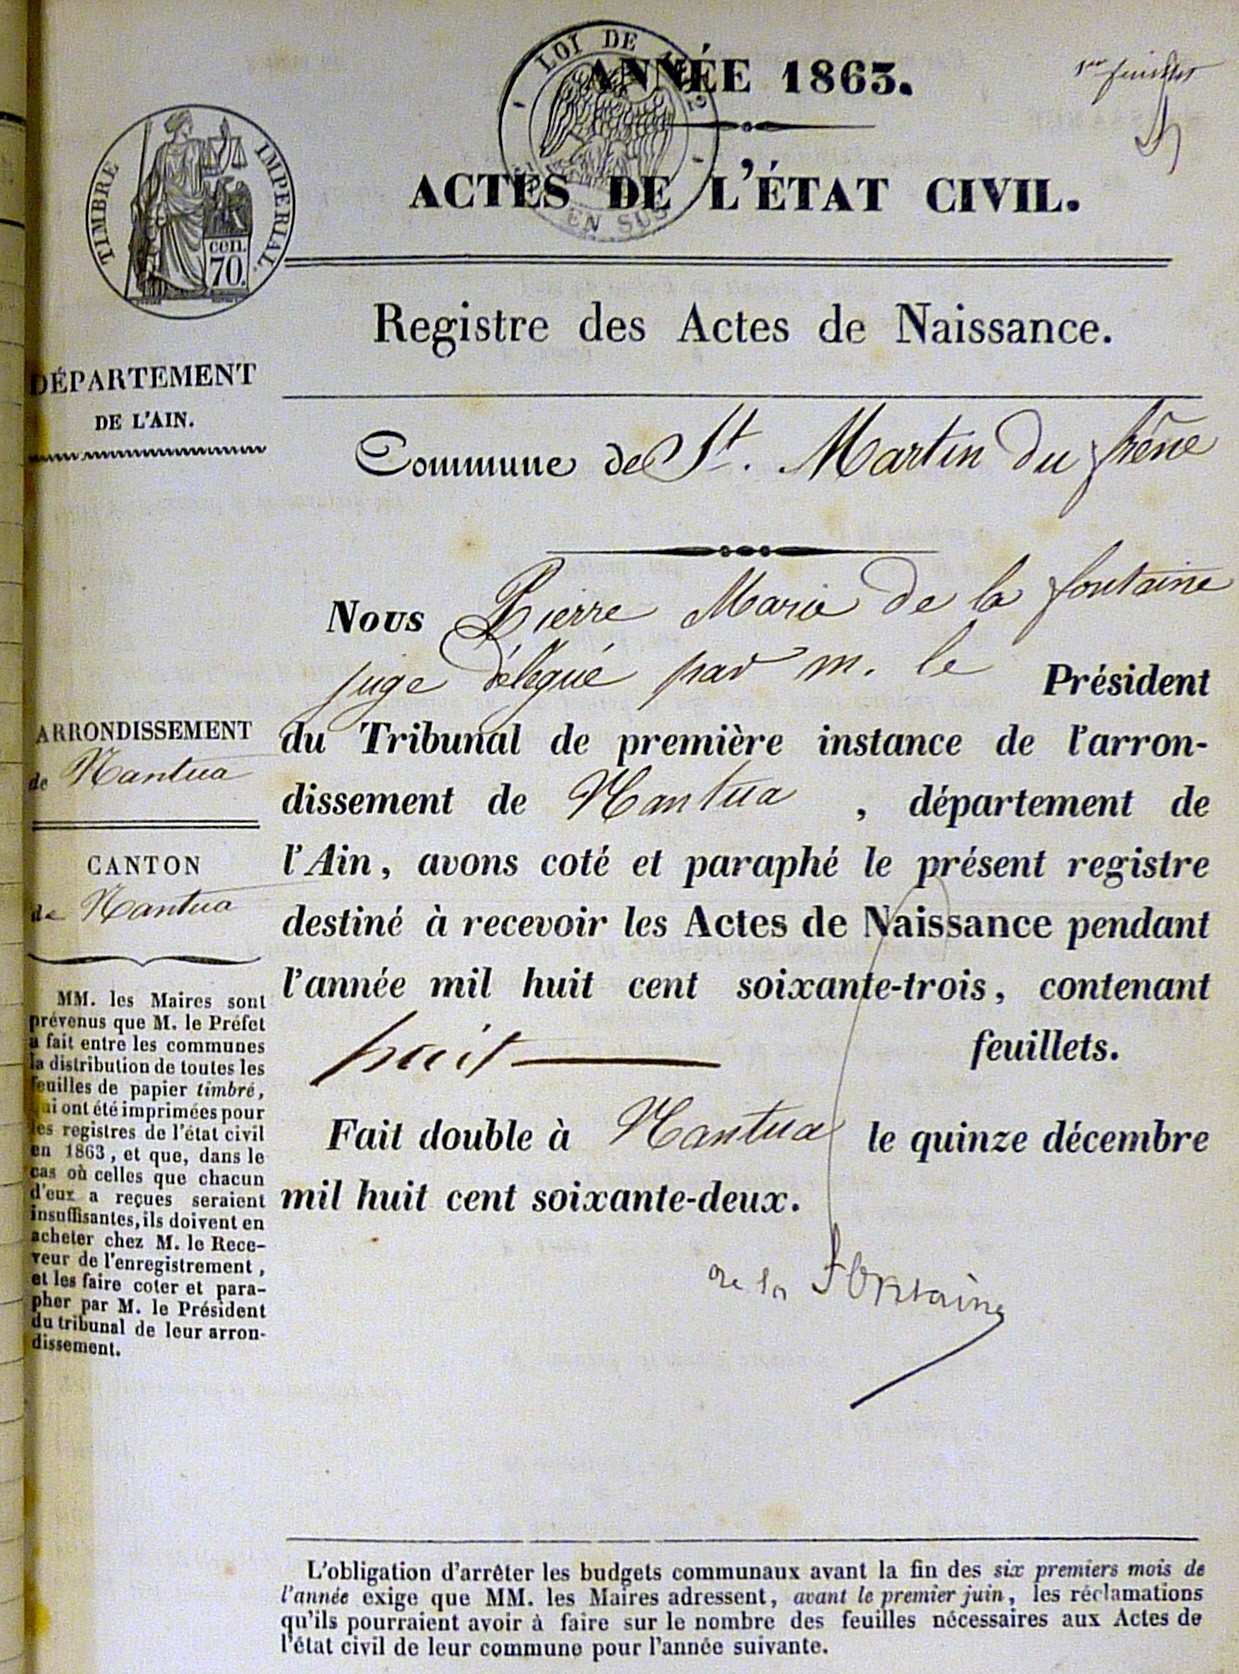 LOI DE
EN SUS
ANNÉE 1863.
1er feuillet
TIMBRE IMPERIAL.
cen.
70.
ACTES DE L'ÉTAT CIVIL.
Registre des Actes de Naissance.
DÉPARTEMENT
DE L'AIN.
Commune de St. Martin du frêne
Nous Pierre Marie de la fontaine
juge délégué par m. le Président
du Tribunal de première instance de l'arron-
dissement de Nantua, département de
l'Ain, avons coté et paraphé le présent registre
destiné à recevoir les Actes de Naissance pendant
l'année mil huit cent soixante-trois, contenant
huit feuillets.
Fait double à Nantua le quinze décembre
mil huit cent soixante-deux.
de la Fontaine
ARRONDISSEMENT
de Nantua
CANTON
de Nantua
MM. les Maires sont
prévenus que M. le Préfet
a fait entre les communes
la distribution de toutes les
feuilles de papier timbré,
qui ont été imprimées pour
les registres de l'état civil
en 1863, et que, dans le
cas où celles que chacun
d'eux a reçues seraient
insuffisantes, ils doivent en
acheter chez M. le Rece-
veur de l'enregistrement,
et les faire coter et para-
pher par M. le Président
du tribunal de leur arron-
dissement.
L'obligation d'arrêter les budgets communaux avant la fin des six premiers mois de
l'année exige que MM. les Maires adressent, avant le premier juin, les réclamations
qu'ils pourraient avoir à faire sur le nombre des feuilles nécessaires aux Actes de
l'état civil de leur commune pour l'année suivante.